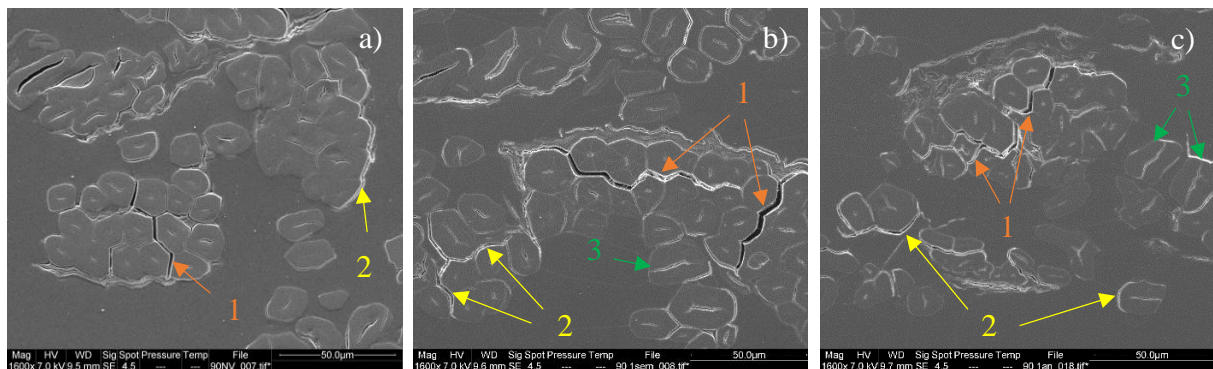 a)
1
2
Mag HV WD Sig Spot Pressure Temp File
1600x 7.0 kV 9.5 mm SE 4.5 --- --- 90NV_007.tif* 50.0µm
b)
1
2
3
Mag HV WD Sig Spot Pressure Temp File
1600x 7.0 kV 9.6 mm SE 4.5 --- --- 90 1sem_008.tif* 50.0µm
c)
3
1
2
Mag HV WD Sig Spot Pressure Temp File
1600x 7.0 kV 9.7 mm SE 4.5 --- --- 90 1an_018.tif* 50.0µm